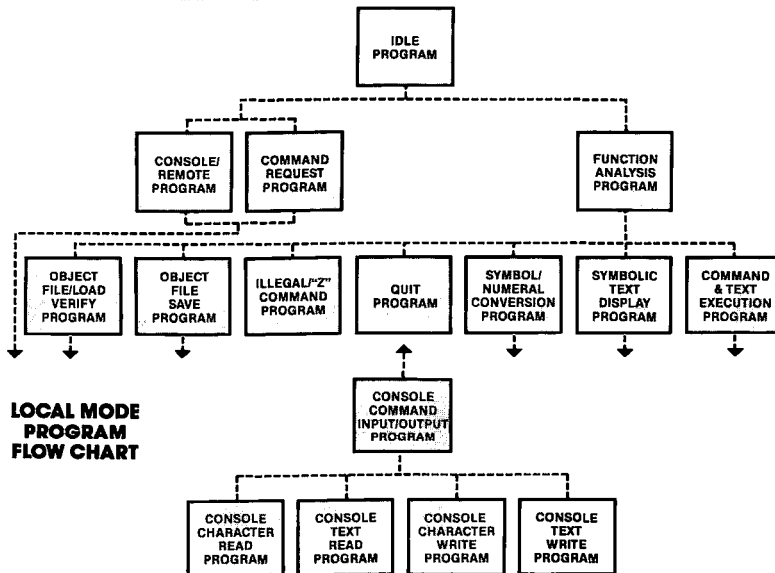 IDLE
PROGRAM
CONSOLE/
REMOTE
PROGRAM
COMMAND
REQUEST
PROGRAM
FUNCTION
ANALYSIS
PROGRAM
OBJECT
FILE/LOAD
VERIFY
PROGRAM
OBJECT
FILE
SAVE
PROGRAM
ILLEGAL/"Z"
COMMAND
PROGRAM
QUIT
PROGRAM
SYMBOL/
NUMERAL
CONVERSION
PROGRAM
SYMBOLIC
TEXT
DISPLAY
PROGRAM
COMMAND
& TEXT
EXECUTION
PROGRAM
LOCAL MODE
PROGRAM
FLOW CHART
CONSOLE
COMMAND
INPUT/OUTPUT
PROGRAM
CONSOLE
CHARACTER
READ
PROGRAM
CONSOLE
TEXT
READ
PROGRAM
CONSOLE
CHARACTER
WRITE
PROGRAM
CONSOLE
TEXT
WRITE
PROGRAM